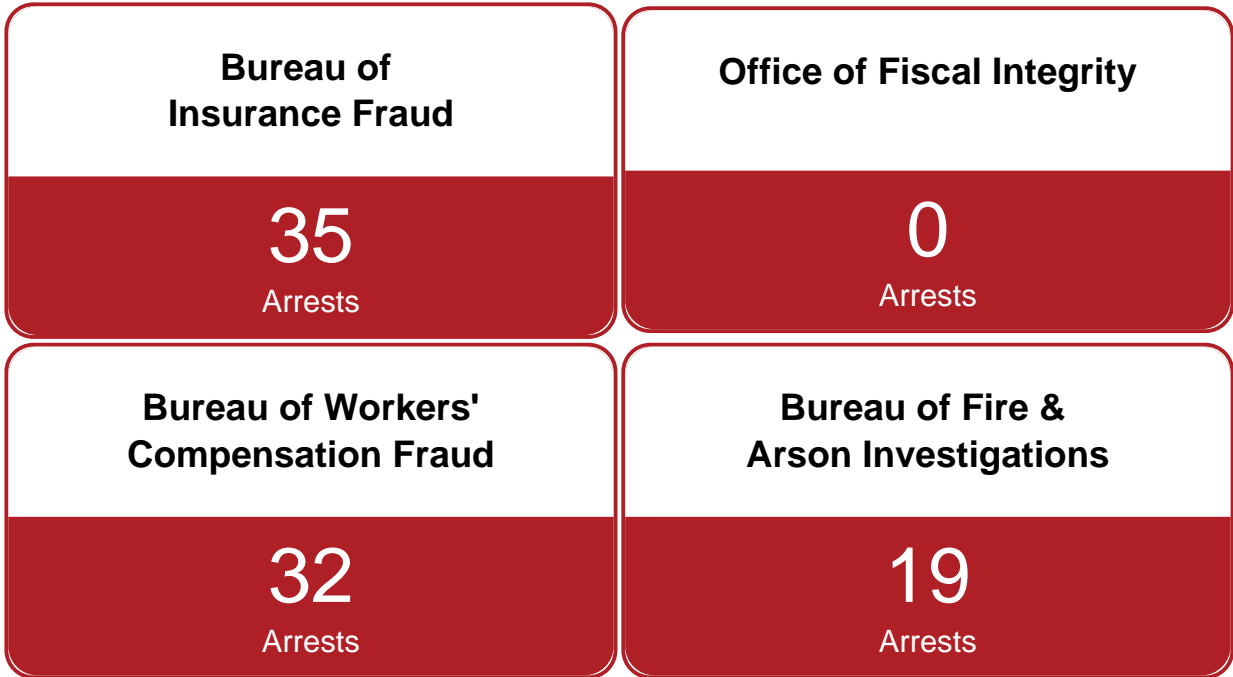 Bureau of
Insurance Fraud
35
Arrests
Office of Fiscal Integrity
0
Arrests
Bureau of Workers'
Compensation Fraud
32
Arrests
Bureau of Fire &
Arson Investigations
19
Arrests